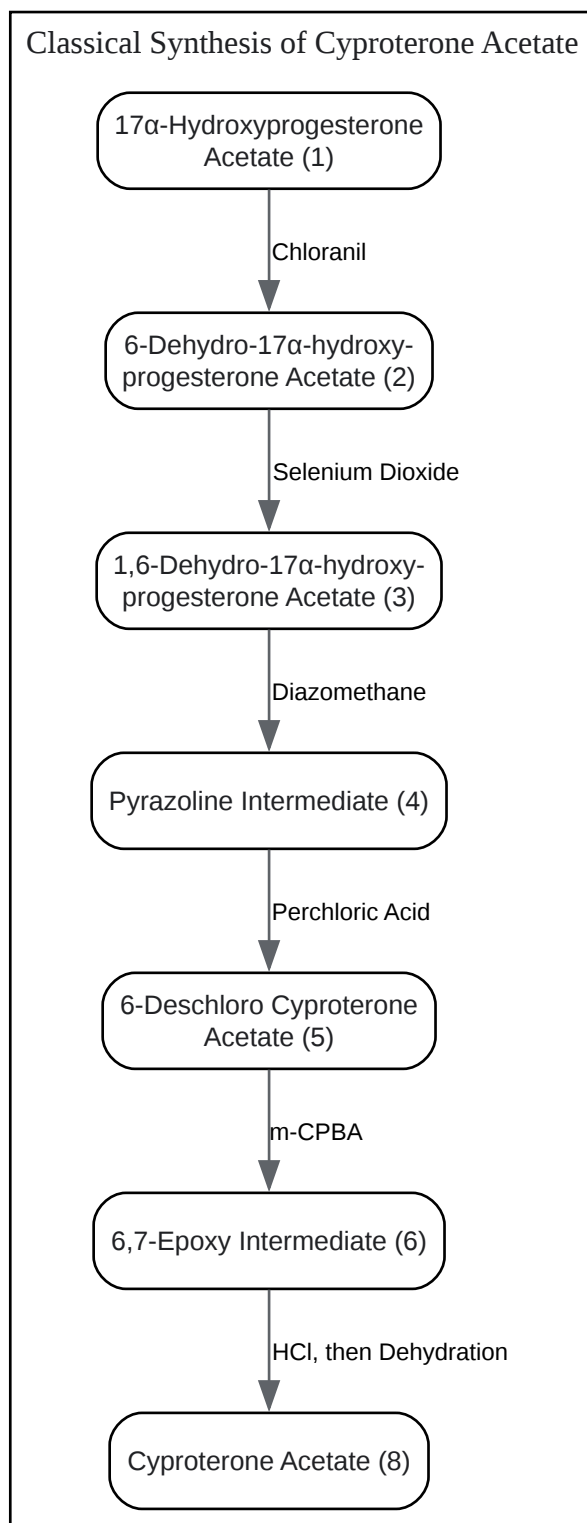 Classical Synthesis of Cyproterone Acetate
17α-Hydroxyprogesterone
Acetate (1)
Chloranil
6-Dehydro-17α-hydroxy-
progesterone Acetate (2)
Selenium Dioxide
1,6-Dehydro-17α-hydroxy-
progesterone Acetate (3)
Diazomethane
Pyrazoline Intermediate (4)
Perchloric Acid
6-Deschloro Cyproterone
Acetate (5)
m-CPBA
6,7-Epoxy Intermediate (6)
HCl, then Dehydration
Cyproterone Acetate (8)